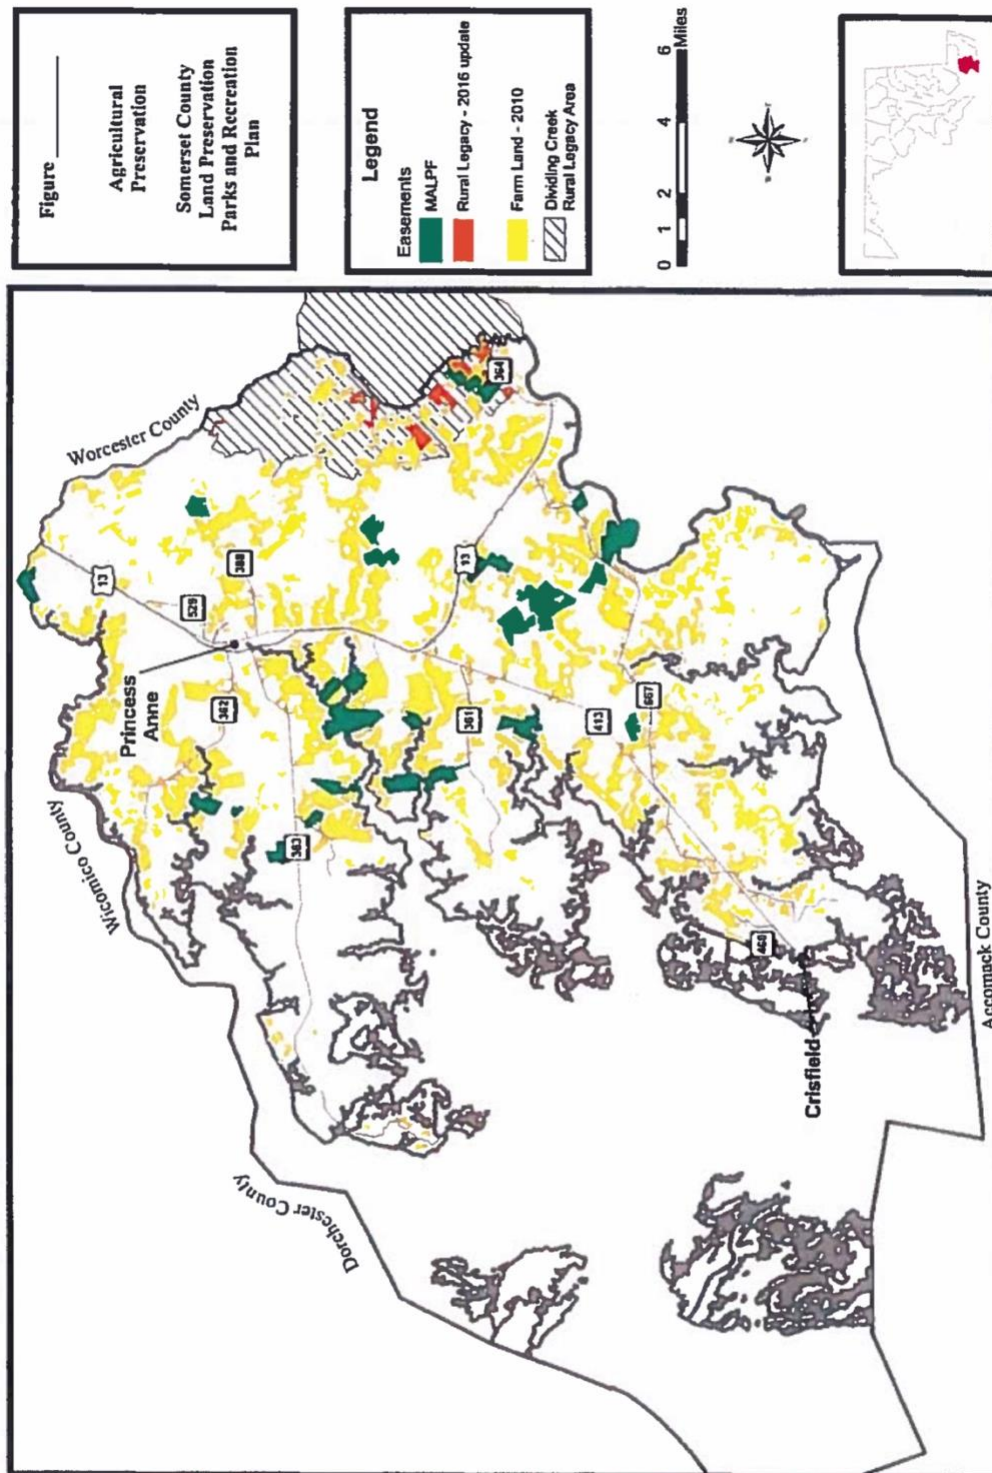 Figure
Agricultural
Preservation
Somerset County
Land Preservation
Parks and Recreation
Plan
Legend
Easements
MALPF
Rural Legacy - 2016 update
Farm Land - 2010
Dividing Creek
Rural Legacy Area
0 1 2 4 6
Miles
Worcester County
Wicomico County
Dorchester County
Accomack County
Princess
Anne
Crisfield
13
529
388
362
363
13
364
361
413
667
460